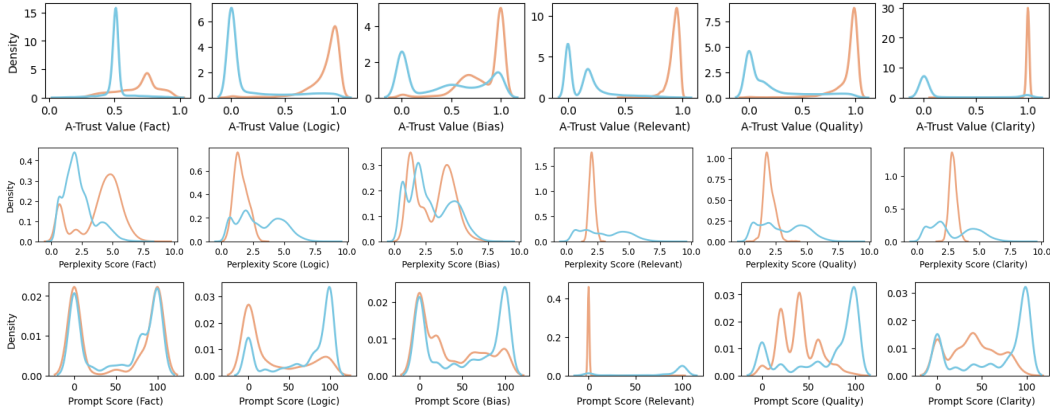 Density
15
10
5
0
0.0 0.5 1.0
A-Trust Value (Fact)
6
4
2
0
0.0 0.5 1.0
A-Trust Value (Logic)
4
2
0
0.0 0.5 1.0
A-Trust Value (Bias)
10
5
0
0.0 0.5 1.0
A-Trust Value (Relevant)
7.5
5.0
2.5
0.0
0.0 0.5 1.0
A-Trust Value (Quality)
30
20
10
0
0.0 0.5 1.0
A-Trust Value (Clarity)
Density
0.4
0.3
0.2
0.1
0.0
0.0 2.5 5.0 7.5 10.0
Perplexity Score (Fact)
0.6
0.4
0.2
0.0
0.0 2.5 5.0 7.5 10.0
Perplexity Score (Logic)
0.3
0.2
0.1
0.0
0.0 2.5 5.0 7.5 10.0
Perplexity Score (Bias)
1.5
1.0
0.5
0.0
0.0 2.5 5.0 7.5 10.0
Perplexity Score (Relevant)
1.00
0.75
0.50
0.25
0.00
0.0 2.5 5.0 7.5 10.0
Perplexity Score (Quality)
1.0
0.5
0.0
0.0 2.5 5.0 7.5 10.0
Perplexity Score (Clarity)
Density
0.02
0.01
0.00
0 50 100
Prompt Score (Fact)
0.03
0.02
0.01
0.00
0 50 100
Prompt Score (Logic)
0.02
0.01
0.00
0 50 100
Prompt Score (Bias)
0.4
0.2
0.0
0 50 100
Prompt Score (Relevant)
0.03
0.02
0.01
0.00
0 50 100
Prompt Score (Quality)
0.03
0.02
0.01
0.00
0 50 100
Prompt Score (Clarity)